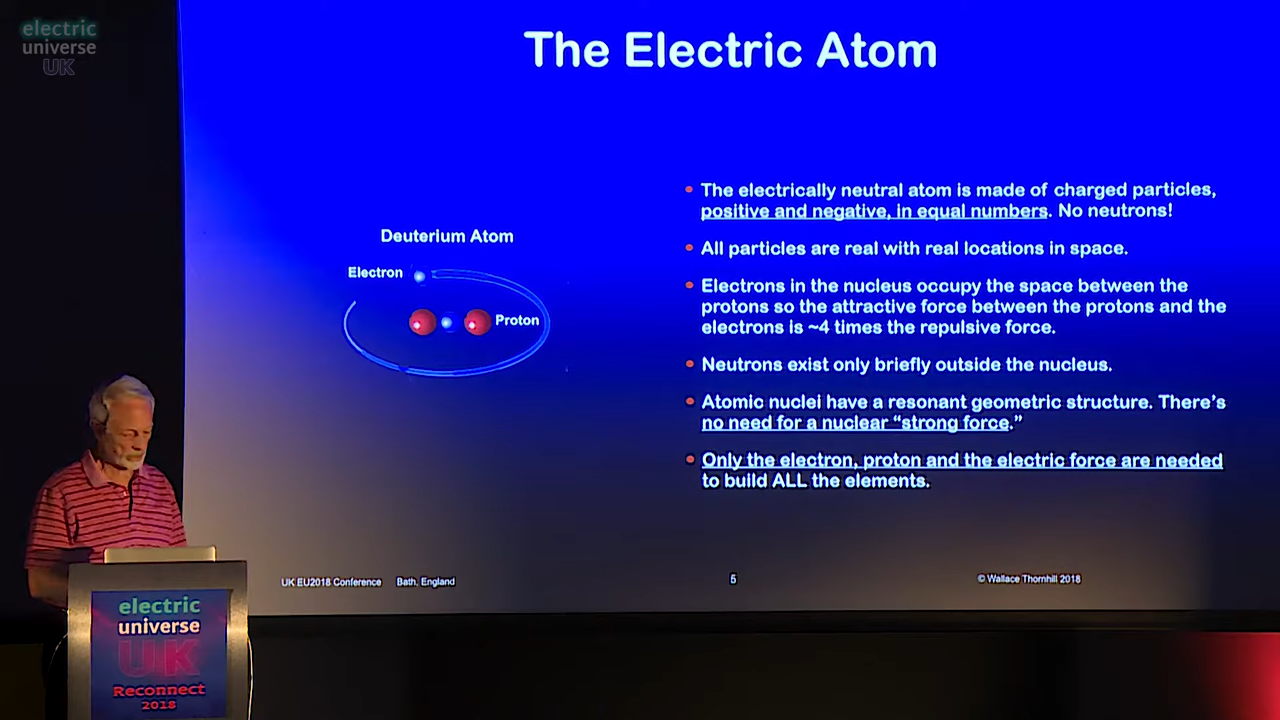 electric
universe
UK
The Electric Atom
Deuterium Atom
Electron
Proton
• The electrically neutral atom is made of charged particles,
positive and negative, in equal numbers. No neutrons!
• All particles are real with real locations in space.
• Electrons in the nucleus occupy the space between the
protons so the attractive force between the protons and the
electrons is ~4 times the repulsive force.
• Neutrons exist only briefly outside the nucleus.
• Atomic nuclei have a resonant geometric structure. There’s
no need for a nuclear “strong force.”
• Only the electron, proton and the electric force are needed
to build ALL the elements.
UK EU2018 Conference Bath, England
5
© Wallace Thornhill 2018
electric
universe
UK
Reconnect
2018